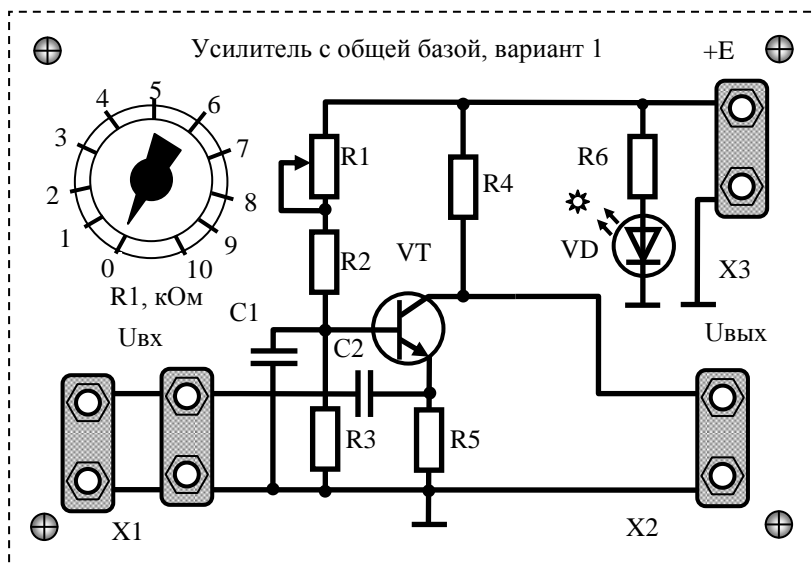 Усилитель с общей базой, вариант 1
+E
5
4
6
3
7
2
8
1
9
0
10
R1, кОм
R1
R4
R6
R2
VT
VD
X3
C1
Uвх
C2
Uвых
R3
R5
X1
X2